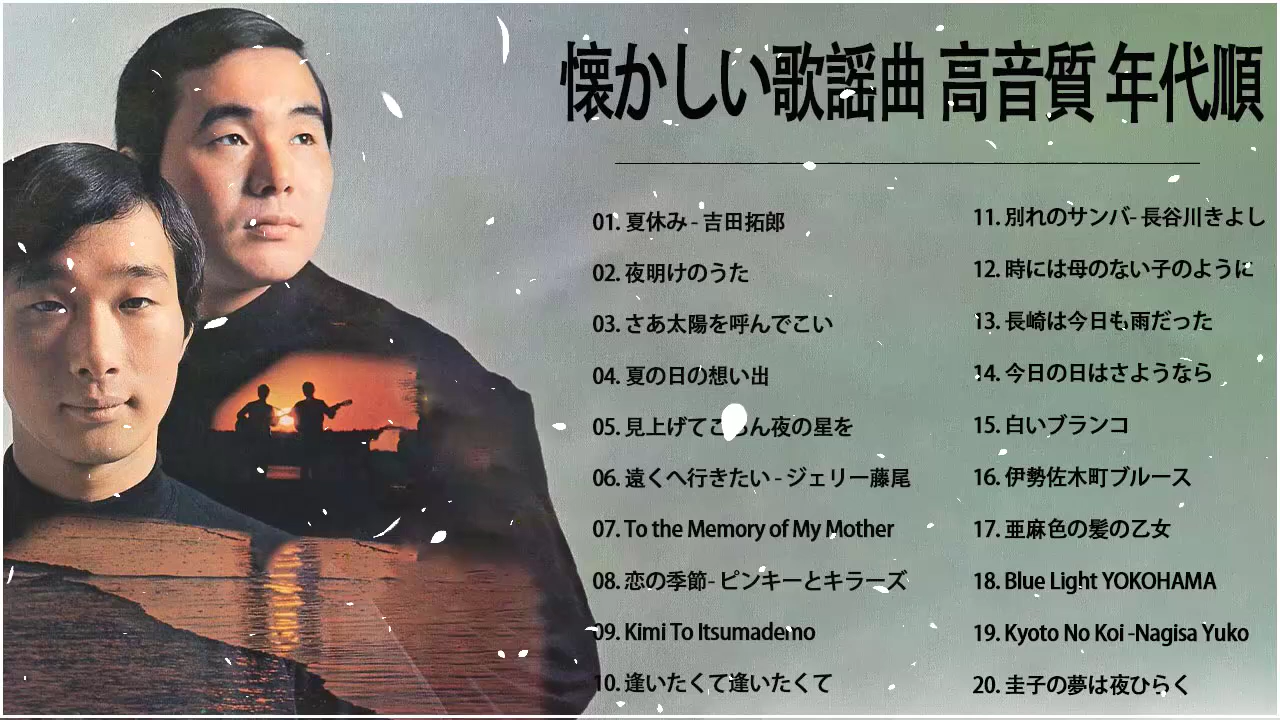 懐かしい歌謡曲 高音質 年代順
01. 夏休み - 吉田拓郎
02. 夜明けのうた
03. さあ太陽を呼んでこい
04. 夏の日の想い出
05. 見上げてごらん夜の星を
06. 遠くへ行きたい - ジェリー藤尾
07. To the Memory of My Mother
08. 恋の季節- ピンキーとキラーズ
09. Kimi To Itsumademo
10. 逢いたくて逢いたくて
11. 別れのサンバ- 長谷川きよし
12. 時には母のない子のように
13. 長崎は今日も雨だった
14. 今日の日はさようなら
15. 白いブランコ
16. 伊勢佐木町ブルース
17. 亜麻色の髪の乙女
18. Blue Light YOKOHAMA
19. Kyoto No Koi -Nagisa Yuko
20. 圭子の夢は夜ひらく